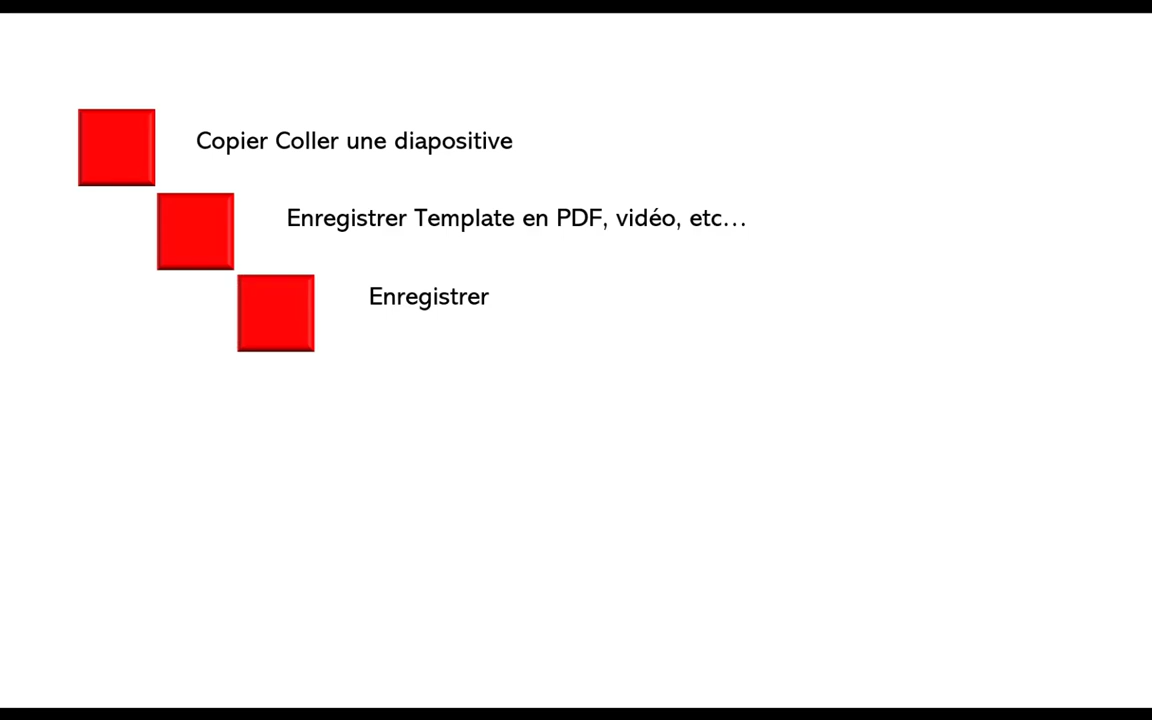 Copier Coller une diapositive
Enregistrer Template en PDF, vidéo, etc...
Enregistrer